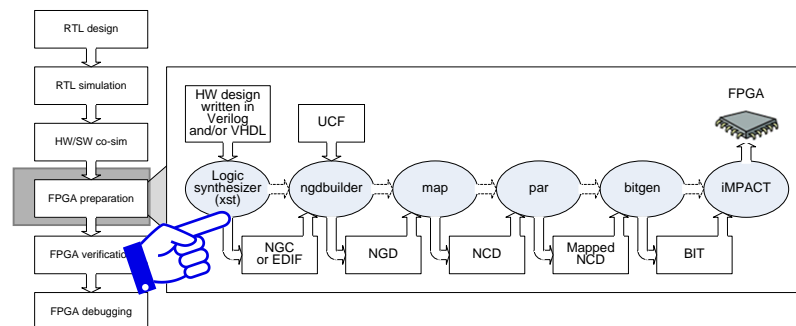 RTL design
RTL simulation
HW/SW co-sim
FPGA preparation
FPGA verification
FPGA debugging
HW design
written in
Verilog
and/or VHDL
UCF
FPGA
Logic
synthesizer
(xst)
ngdbuilder
map
par
bitgen
iMPACT
NGC
or EDIF
NGD
NCD
Mapped
NCD
BIT